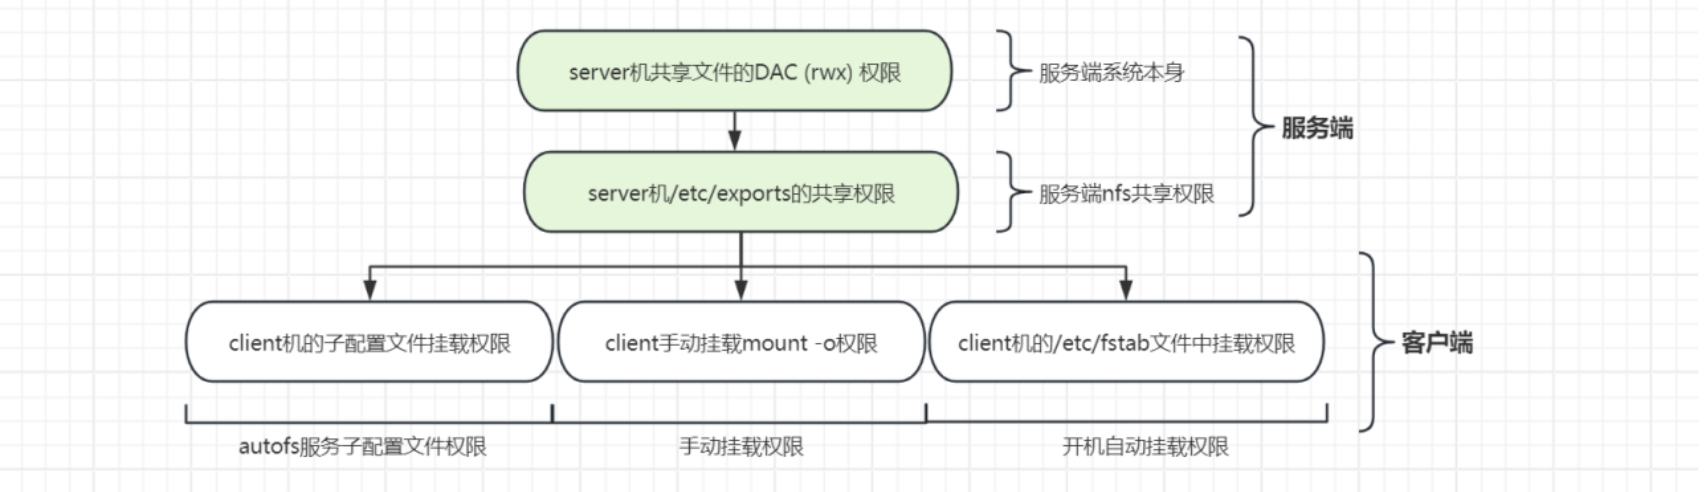 server机共享文件的DAC (rwx) 权限
服务端系统本身
服务端
server机/etc/exports的共享权限
服务端nfs共享权限
client机的子配置文件挂载权限
client手动挂载mount -o权限
client机的/etc/fstab文件中挂载权限
客户端
autofs服务子配置文件权限
手动挂载权限
开机自动挂载权限